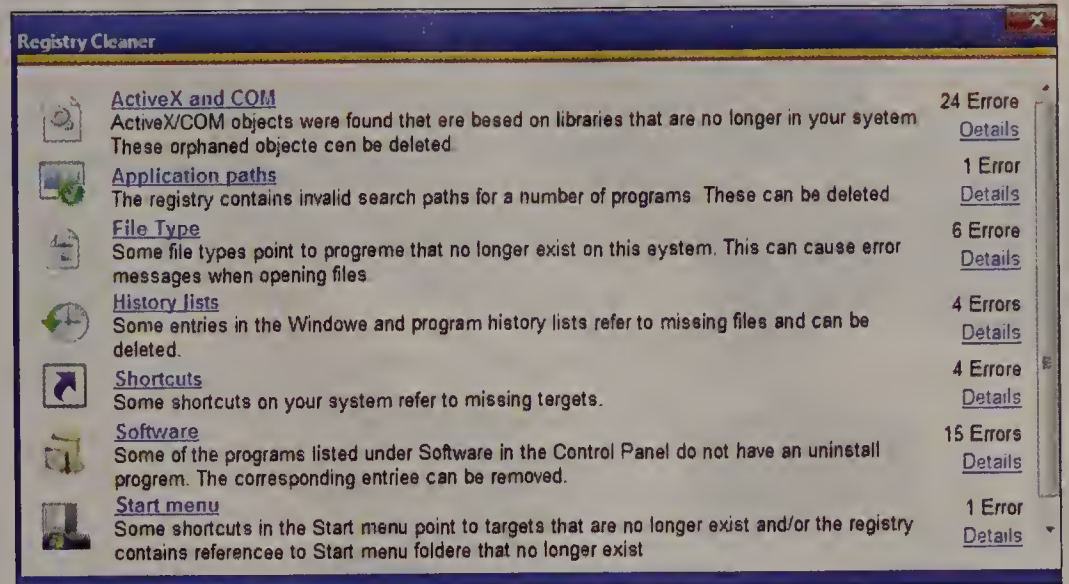 Registry Cleaner
ActiveX and COM
24 Errore
ActiveX/COM objects were found thet ere besed on libraries that are no longer in your syetem
Details
These orphaned objecte cen be deleted
Application paths
1 Error
The registry contains invalid search paths for a number of programs These can be deleted
Details
File Type
6 Errore
Some file types point to progreme that no longer exist on this eystem. This can cause error
Details
messages when opening files
History lists
4 Errors
Some entries in the Windowe and program history lists refer to missing files and can be
Details
deleted.
Shortcuts
4 Errore
Some shortcuts on your system refer to missing tergets.
Details
Software
15 Errors
Some of the programs listed under Software in the Control Panel do not have an uninstall
Details
progrem. The corresponding entriee can be removed.
Start menu
1 Error
Some shortcuts in the Start menu point to targets that are no longer exist and/or the registry
Details
contains referencee to Start menu foldere that no longer exist